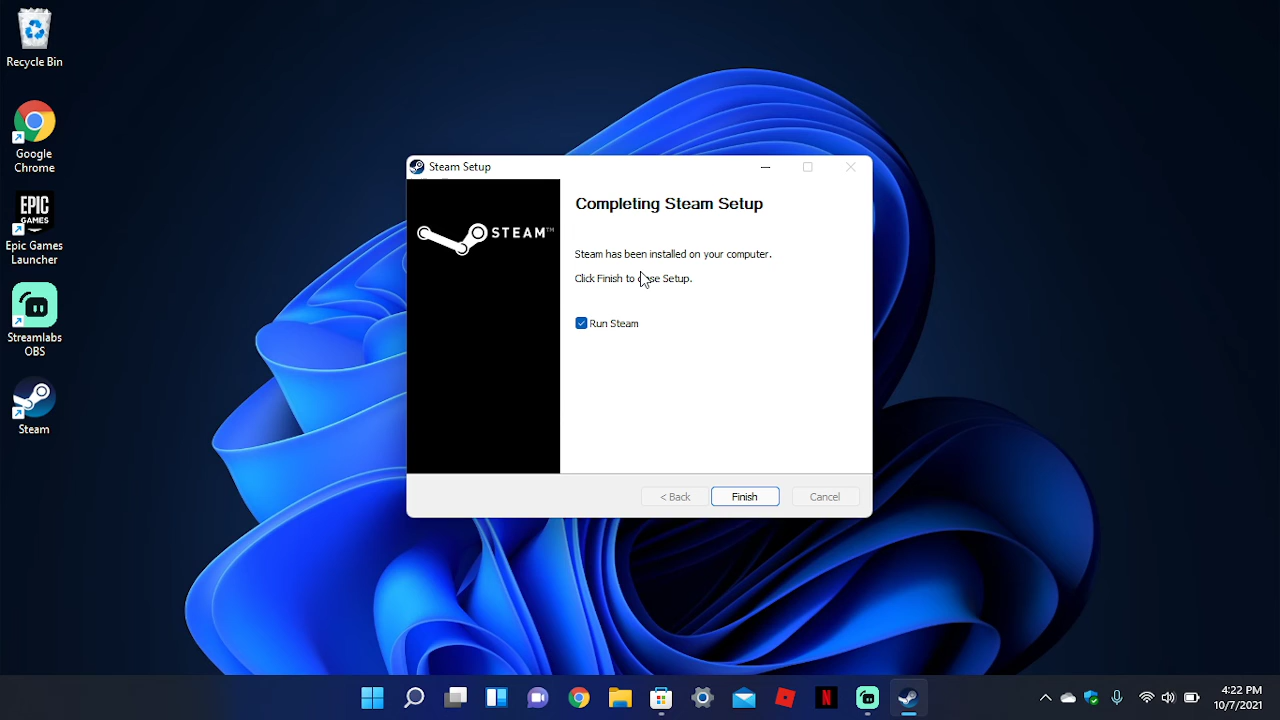 Recycle Bin
Google
Chrome
EPIC
GAMES
Epic Games
Launcher
Streamlabs
OBS
Steam
Steam Setup
STEAM™
Completing Steam Setup
Steam has been installed on your computer.
Click Finish to Setup.
Run Steam
< Back
Finish
Cancel
N
4:22 PM
10/7/2021